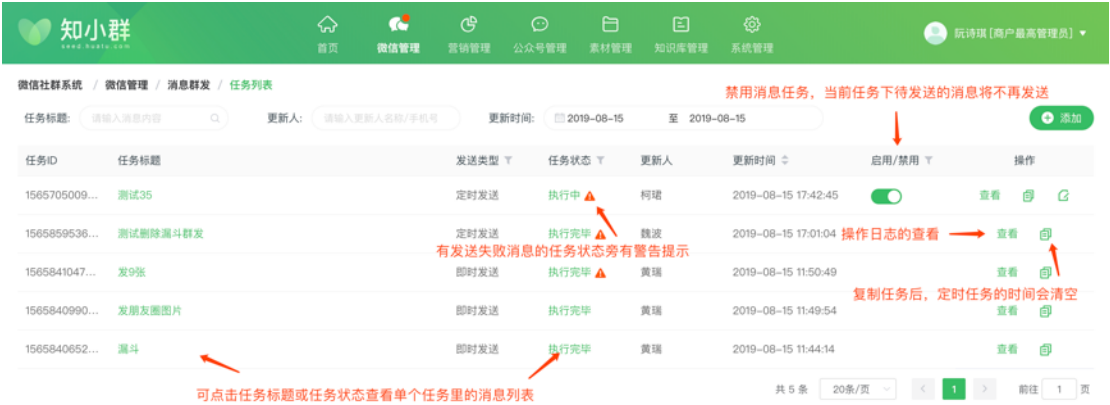 知小群
seed.huntu.com
首页 微信管理 营销管理 公众号管理 素材管理 知识库管理 系统管理
阮诗琪 [商户最高管理员]
微信社群系统 / 微信管理 / 消息群发 / 任务列表
禁用消息任务，当前任务下待发送的消息将不再发送
任务标题: 请输入消息内容 更新人: 请输入更新人名称/手机号 更新时间: 2019-08-15 至 2019-08-15 添加
任务ID 任务标题 发送类型 任务状态 更新人 更新时间 启用/禁用 操作
1565705009... 测试35 定时发送 执行中 柯珺 2019-08-15 17:42:45 查看
1565859536... 测试删除漏斗群发 定时发送 执行完毕 魏波 2019-08-15 17:01:04 操作日志的查看 查看
有发送失败消息的任务状态旁有警告提示
1565841047... 发9张 即时发送 执行完毕 黄瑞 2019-08-15 11:50:49 查看
复制任务后，定时任务的时间会清空
1565840990... 发朋友圈图片 即时发送 执行完毕 黄瑞 2019-08-15 11:49:54 查看
1565840652... 漏斗 即时发送 执行完毕 黄瑞 2019-08-15 11:44:14 查看
可点击任务标题或任务状态查看单个任务里的消息列表
共 5 条 20条/页 1 前往 1 页